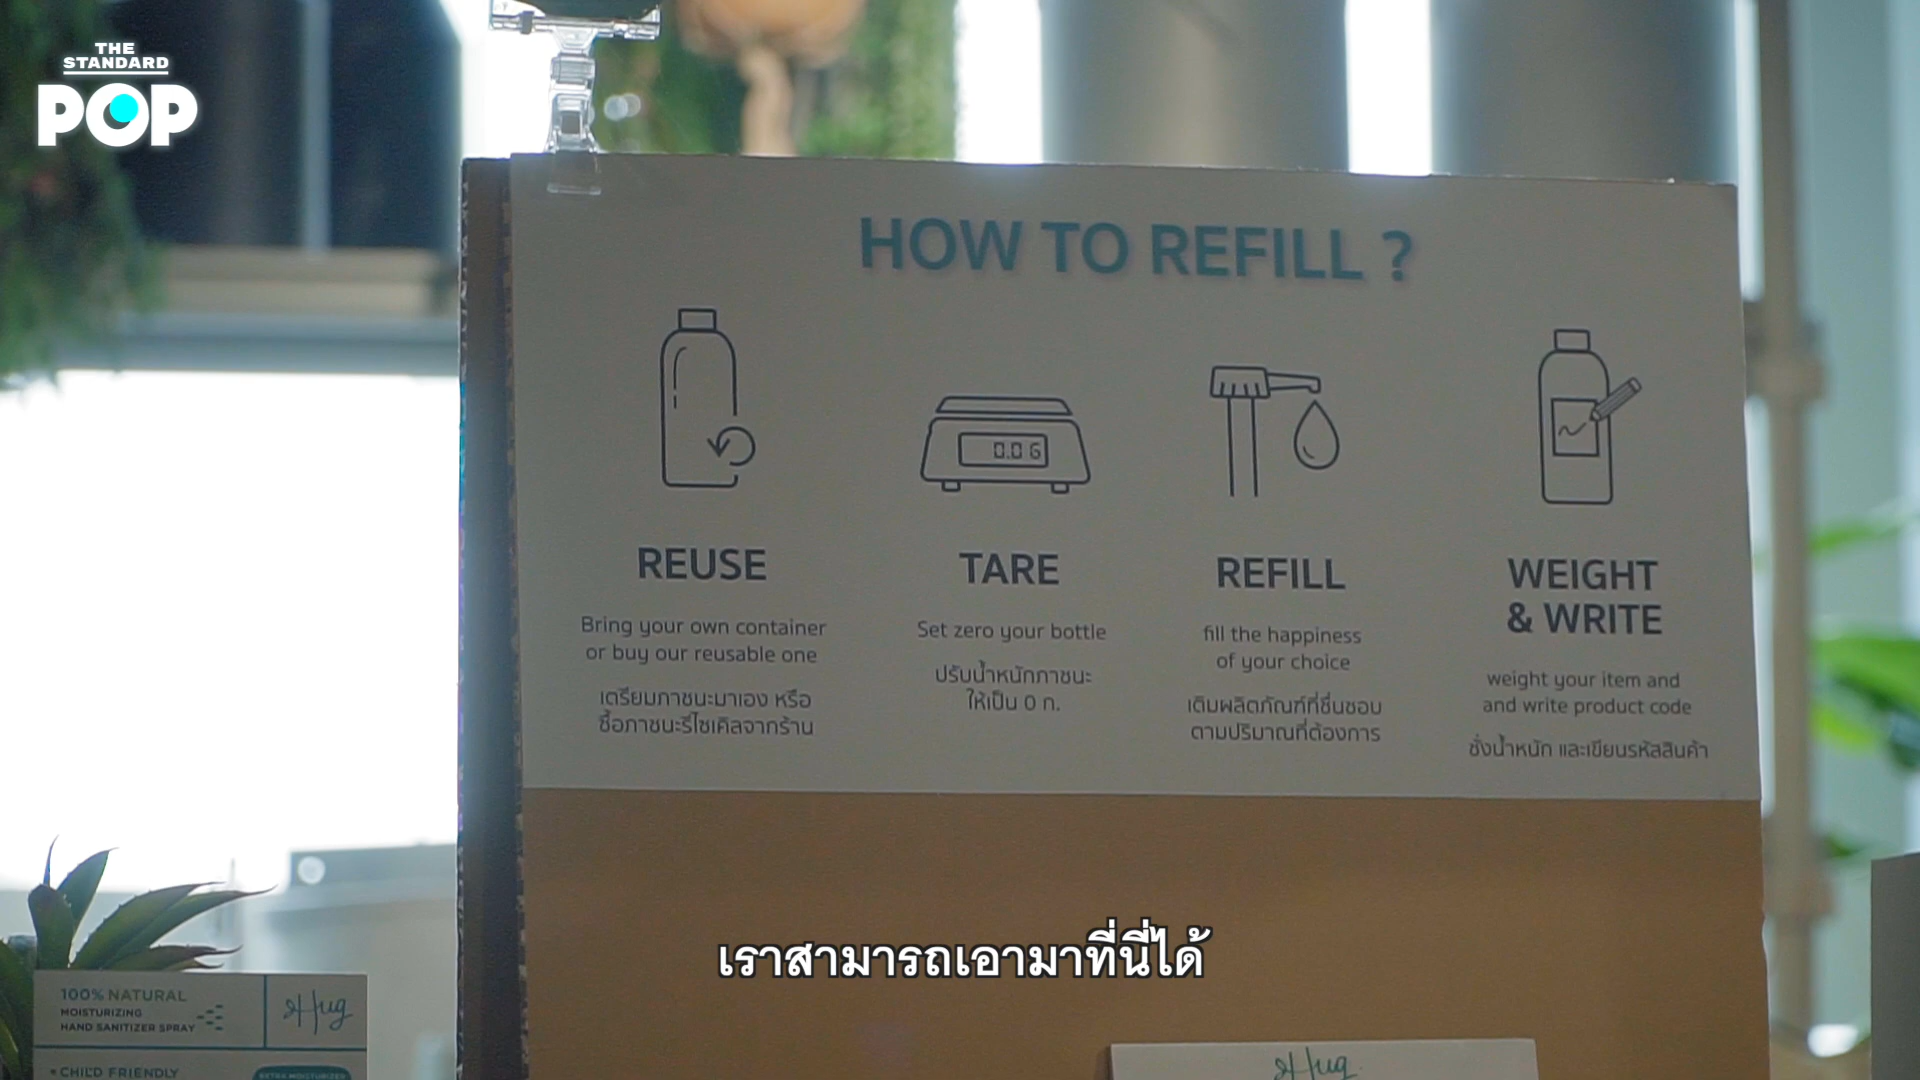 THE
STANDARD
POP
HOW TO REFILL ?
0.0 G
REUSE
Bring your own container
or buy our reusable one
เตรียมภาชนะมาเอง หรือ
ซื้อภาชนะรีไซเคิลจากร้าน
TARE
Set zero your bottle
ปรับน้ำหนักภาชนะ
ให้เป็น 0 ก.
REFILL
fill the happiness
of your choice
เติมผลิตภัณฑ์ที่ชื่นชอบ
ตามปริมาณที่ต้องการ
WEIGHT
& WRITE
weight your item and
and write product code
ชั่งน้ำหนัก และเขียนรหัสสินค้า
เราสามารถเอามาที่นี่ได้
100% NATURAL
MOISTURIZING
HAND SANITIZER SPRAY
Hug
• CHILD FRIENDLY
EXTRA MOISTURIZER
Hug